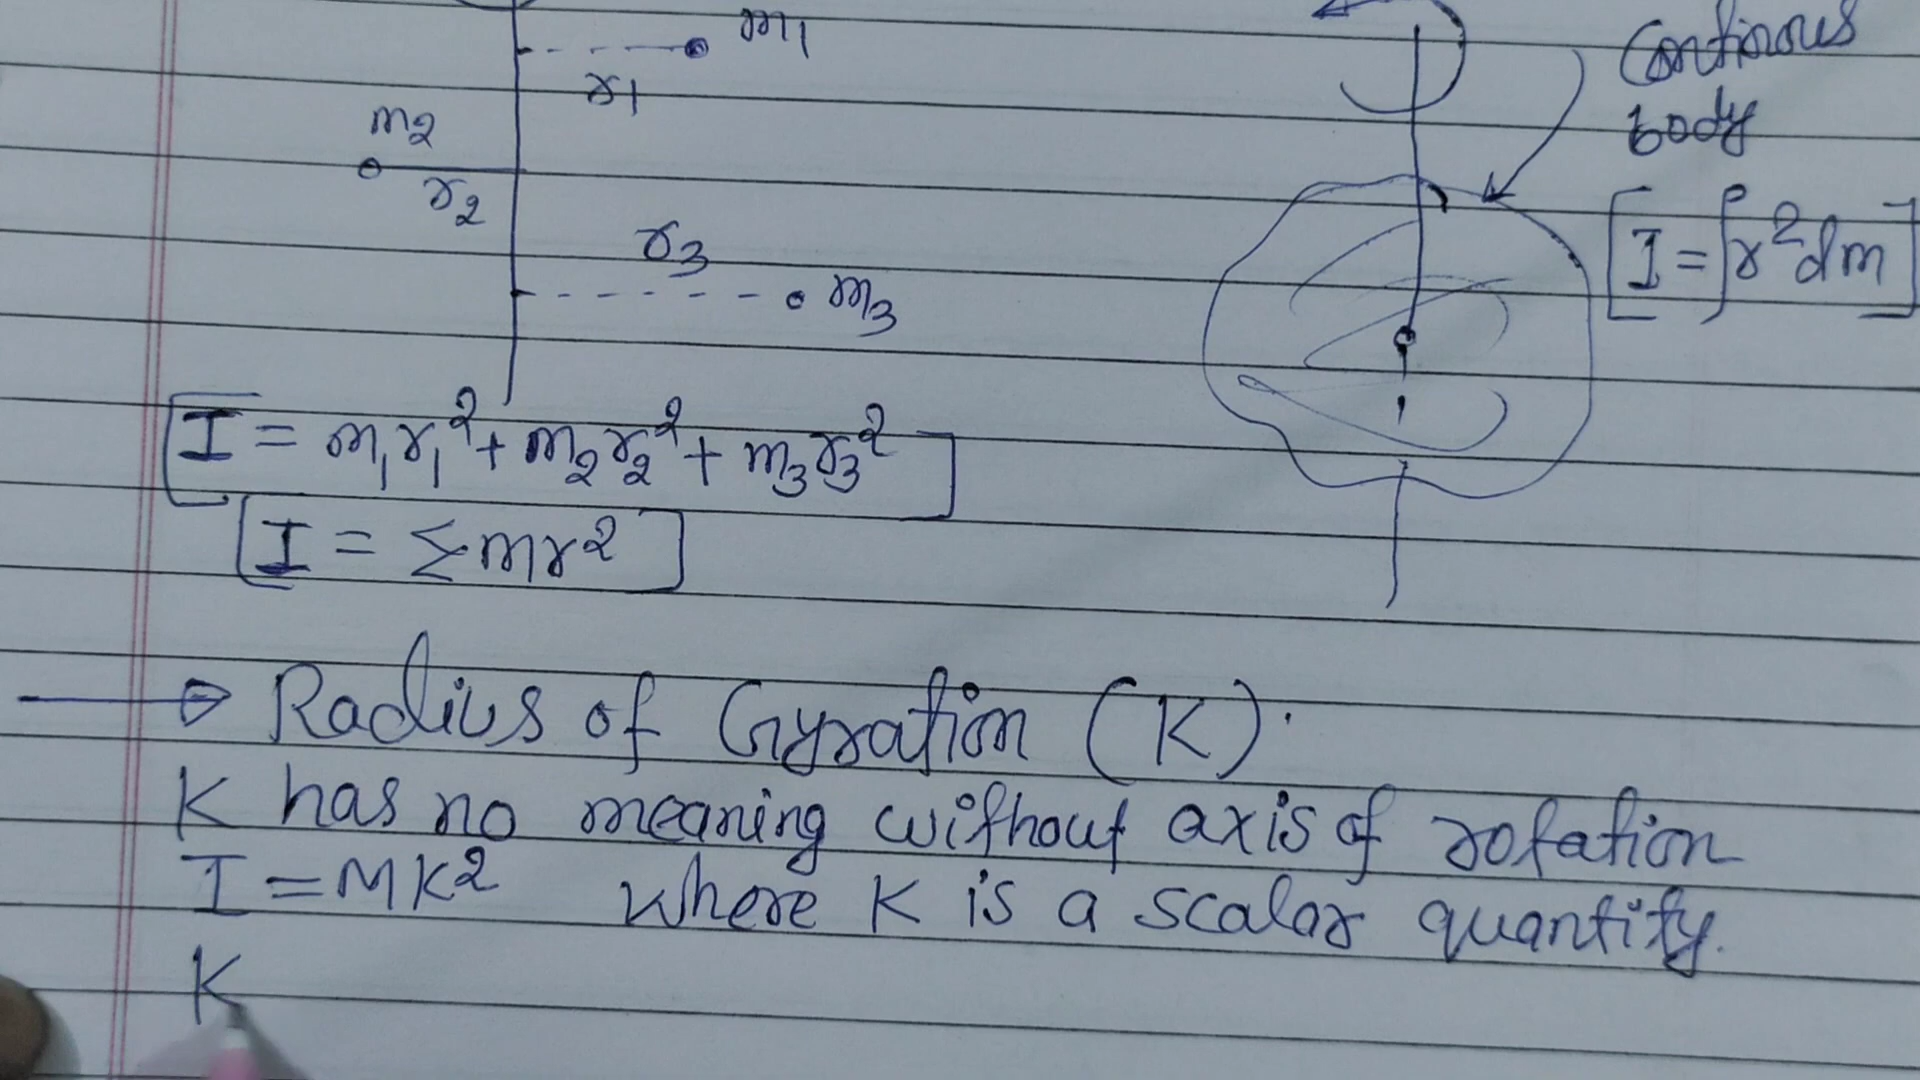 m1
r1
m2
r2
r3
m3
Continous
body
[I = ∫r²dm]
[I = m₁r₁² + m₂r₂² + m₃r₃²]
[I = Σmr²]
→ Radius of Gyration (K):
K has no meaning without axis of rotation
I = MK² where K is a scalar quantity.
K